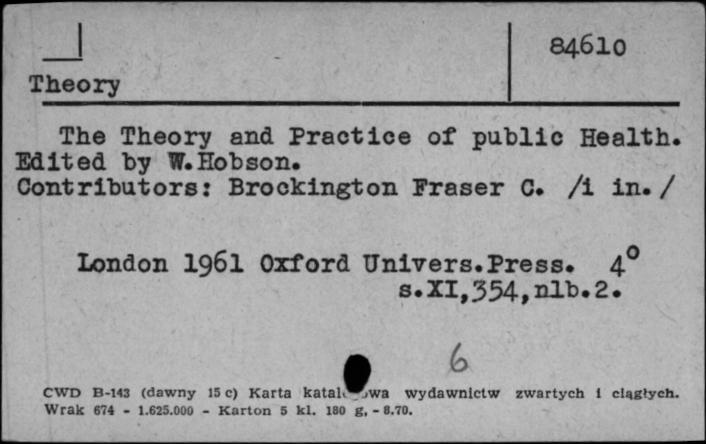 84610
Theory
The Theory and Practice of public Health.
Edited by W.Hobson.
Contributors: Brockington Fraser C. /i in./
London 1961 Oxford Univers.Press. 4°
s.XI,354,nlb.2.
6
CWD B-143 (dawny 15 c) Karta wydawnictw zwartych i ciągłych.
Wrak 674 - 1.625.000 - Karton 5 kl. 180 g, - 8.70.